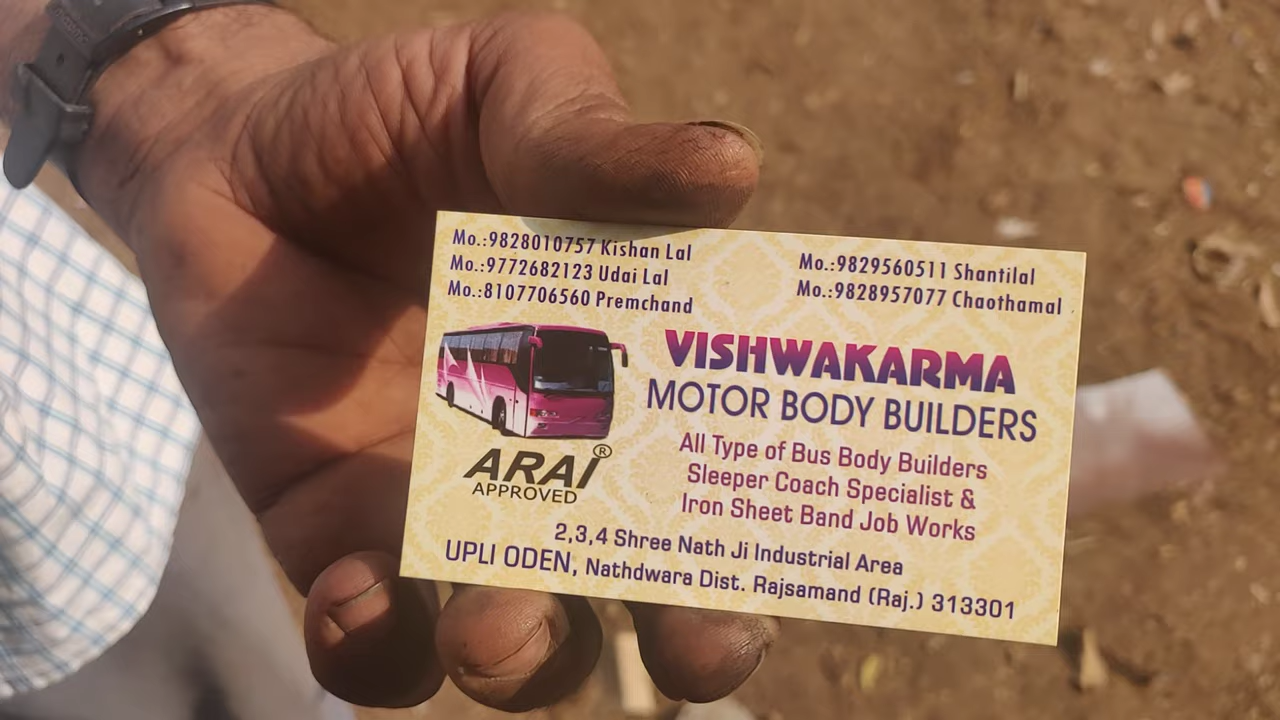 Mo.:9828010757 Kishan Lal
Mo.:9772682123 Udai Lal
Mo.:8107706560 Premchand
Mo.:9829560511 Shantilal
Mo.:9828957077 Chaothamal
VISHWAKARMA
MOTOR BODY BUILDERS
ARAI®
APPROVED
All Type of Bus Body Builders
Sleeper Coach Specialist &
Iron Sheet Band Job Works
2,3,4 Shree Nath Ji Industrial Area
UPLI ODEN, Nathdwara Dist. Rajsamand (Raj.) 313301